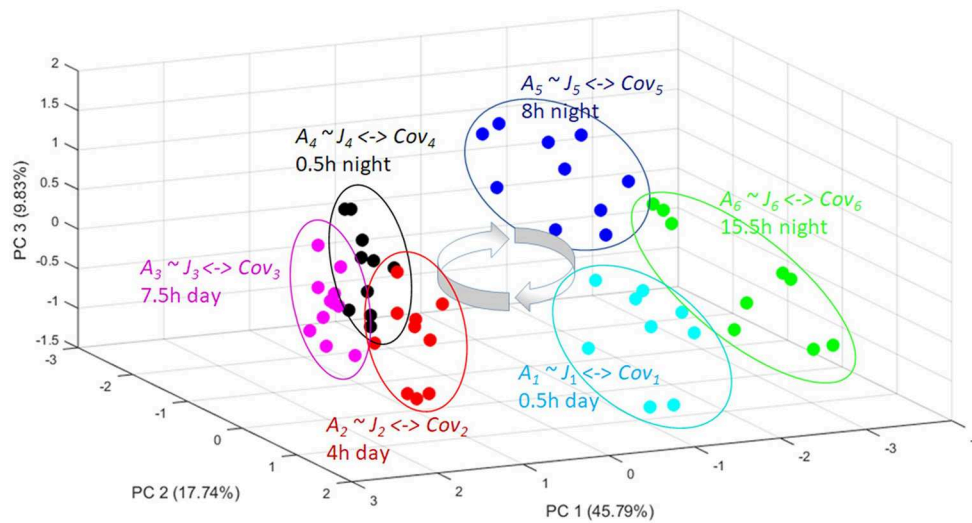 A5 ~ J5 <-> Cov5
8h night
A4 ~ J4 <-> Cov4
0.5h night
A6 ~ J6 <-> Cov6
15.5h night
A3 ~ J3 <-> Cov3
7.5h day
A1 ~ J1 <-> Cov1
0.5h day
A2 ~ J2 <-> Cov2
4h day
PC 3 (9.83%)
2
1.5
1
0.5
0
-0.5
-1
-1.5
-3
-2
-1
0
1
2
PC 2 (17.74%)
3
2
1
0
-1
-2
-3
PC 1 (45.79%)